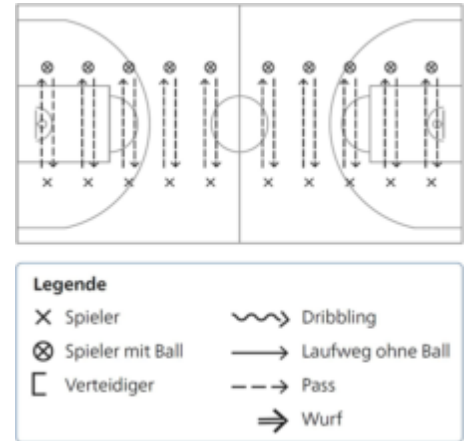 Legende
Spieler
Spieler mit Ball
Verteidiger
Dribbling
Laufweg ohne Ball
Pass
Wurf